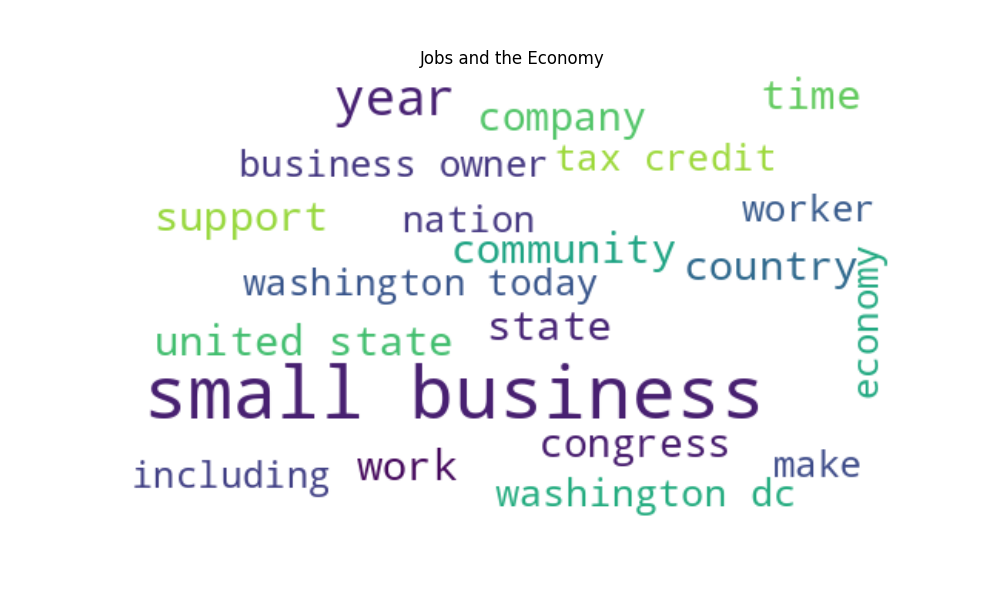 Jobs and the Economy
year
company
time
business owner
tax credit
support
nation
worker
community
country
washington today
economy
united state
state
small business
congress
including
work
make
washington dc